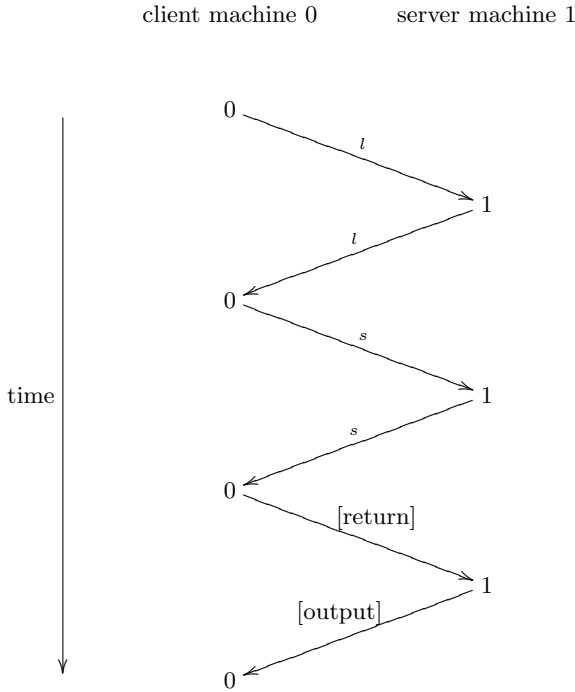 client machine 0 server machine 1
0
l
1
l
0
s
time
1
s
0
[return]
1
[output]
0